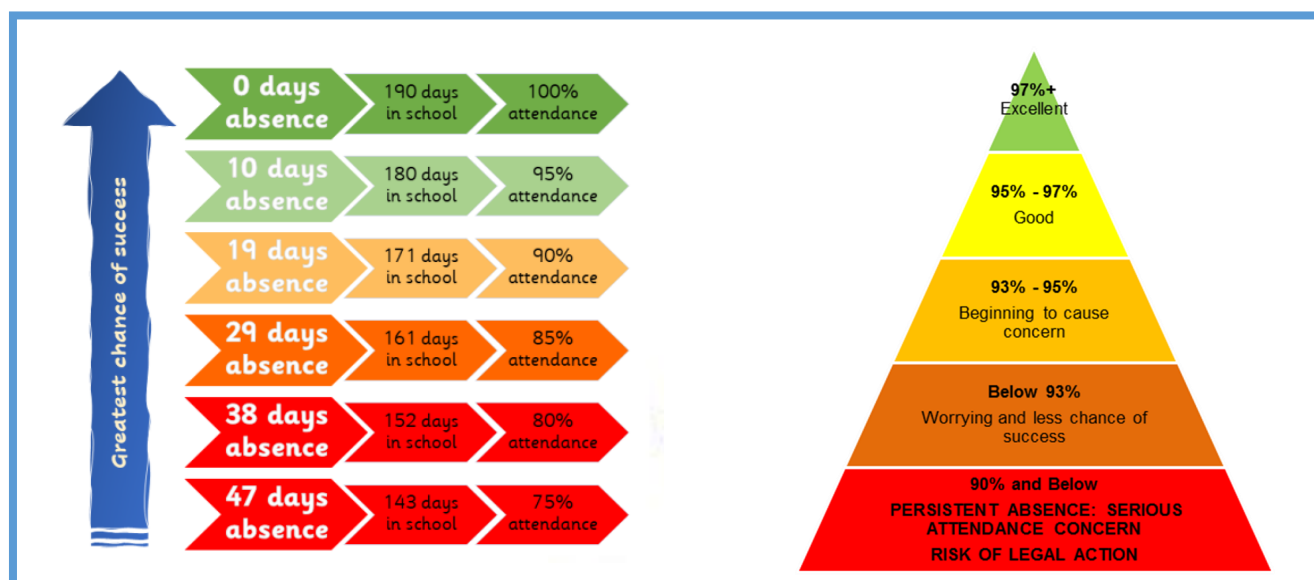 Greatest chance of success
0 days
absence
190 days
in school
100%
attendance
10 days
absence
180 days
in school
95%
attendance
19 days
absence
171 days
in school
90%
attendance
29 days
absence
161 days
in school
85%
attendance
38 days
absence
152 days
in school
80%
attendance
47 days
absence
143 days
in school
75%
attendance
97%+
Excellent
95% - 97%
Good
93% - 95%
Beginning to cause
concern
Below 93%
Worrying and less chance of
success
90% and Below
PERSISTENT ABSENCE: SERIOUS
ATTENDANCE CONCERN
RISK OF LEGAL ACTION